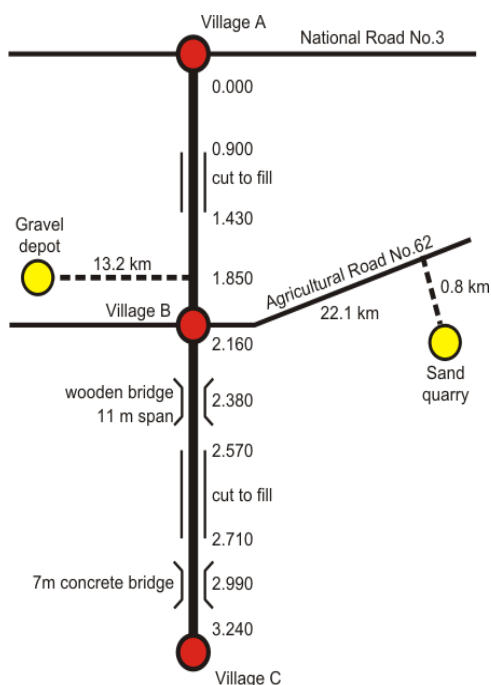 Village A
National Road No.3
0.000
0.900
cut to fill
1.430
Gravel
depot
13.2 km
1.850
Agricultural Road No.62
22.1 km
0.8 km
Village B
2.160
Sand
quarry
wooden bridge
11 m span
2.380
2.570
cut to fill
2.710
7m concrete bridge
2.990
3.240
Village C